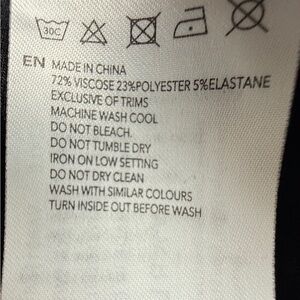 30C
EN MADE IN CHINA
72% VISCOSE 23%POLYESTER 5%ELASTANE
EXCLUSIVE OF TRIMS
MACHINE WASH COOL
DO NOT BLEACH.
DO NOT TUMBLE DRY
IRON ON LOW SETTING
DO NOT DRY CLEAN
WASH WITH SIMILAR COLOURS
TURN INSIDE OUT BEFORE WASH